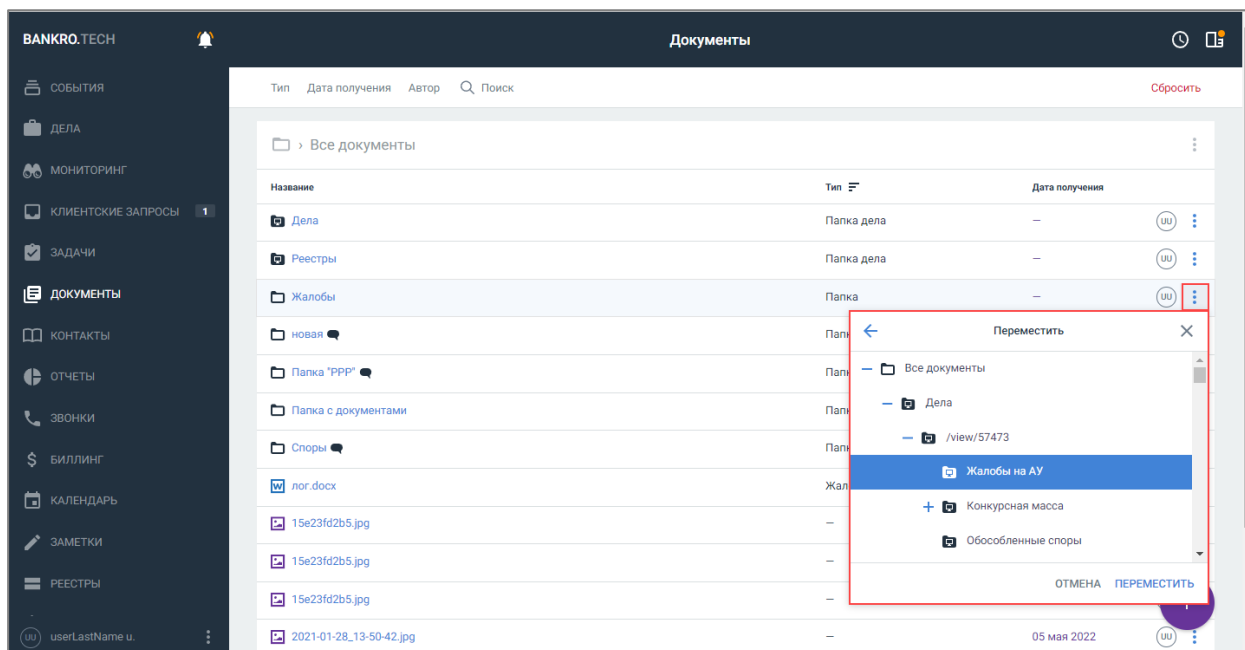 BANKRO.TECH
Документы
СОБЫТИЯ
ДЕЛА
МОНИТОРИНГ
КЛИЕНТСКИЕ ЗАПРОСЫ 1
ЗАДАЧИ
ДОКУМЕНТЫ
КОНТАКТЫ
ОТЧЕТЫ
ЗВОНКИ
БИЛЛИНГ
КАЛЕНДАРЬ
ЗАМЕТКИ
РЕЕСТРЫ
UU userLastName u.
Тип Дата получения Автор Поиск Сбросить
› Все документы
Название Тип Дата получения
Дела Папка дела – UU
Реестры Папка дела – UU
Жалобы Папка – UU
новая
Папка "PPP"
Папка с документами
Споры
лог.docx
15e23fd2b5.jpg –
15e23fd2b5.jpg –
15e23fd2b5.jpg –
2021-01-28_13-50-42.jpg – 05 мая 2022 UU
Переместить
Все документы
Дела
/view/57473
Жалобы на АУ
Конкурсная масса
Обособленные споры
ОТМЕНА ПЕРЕМЕСТИТЬ